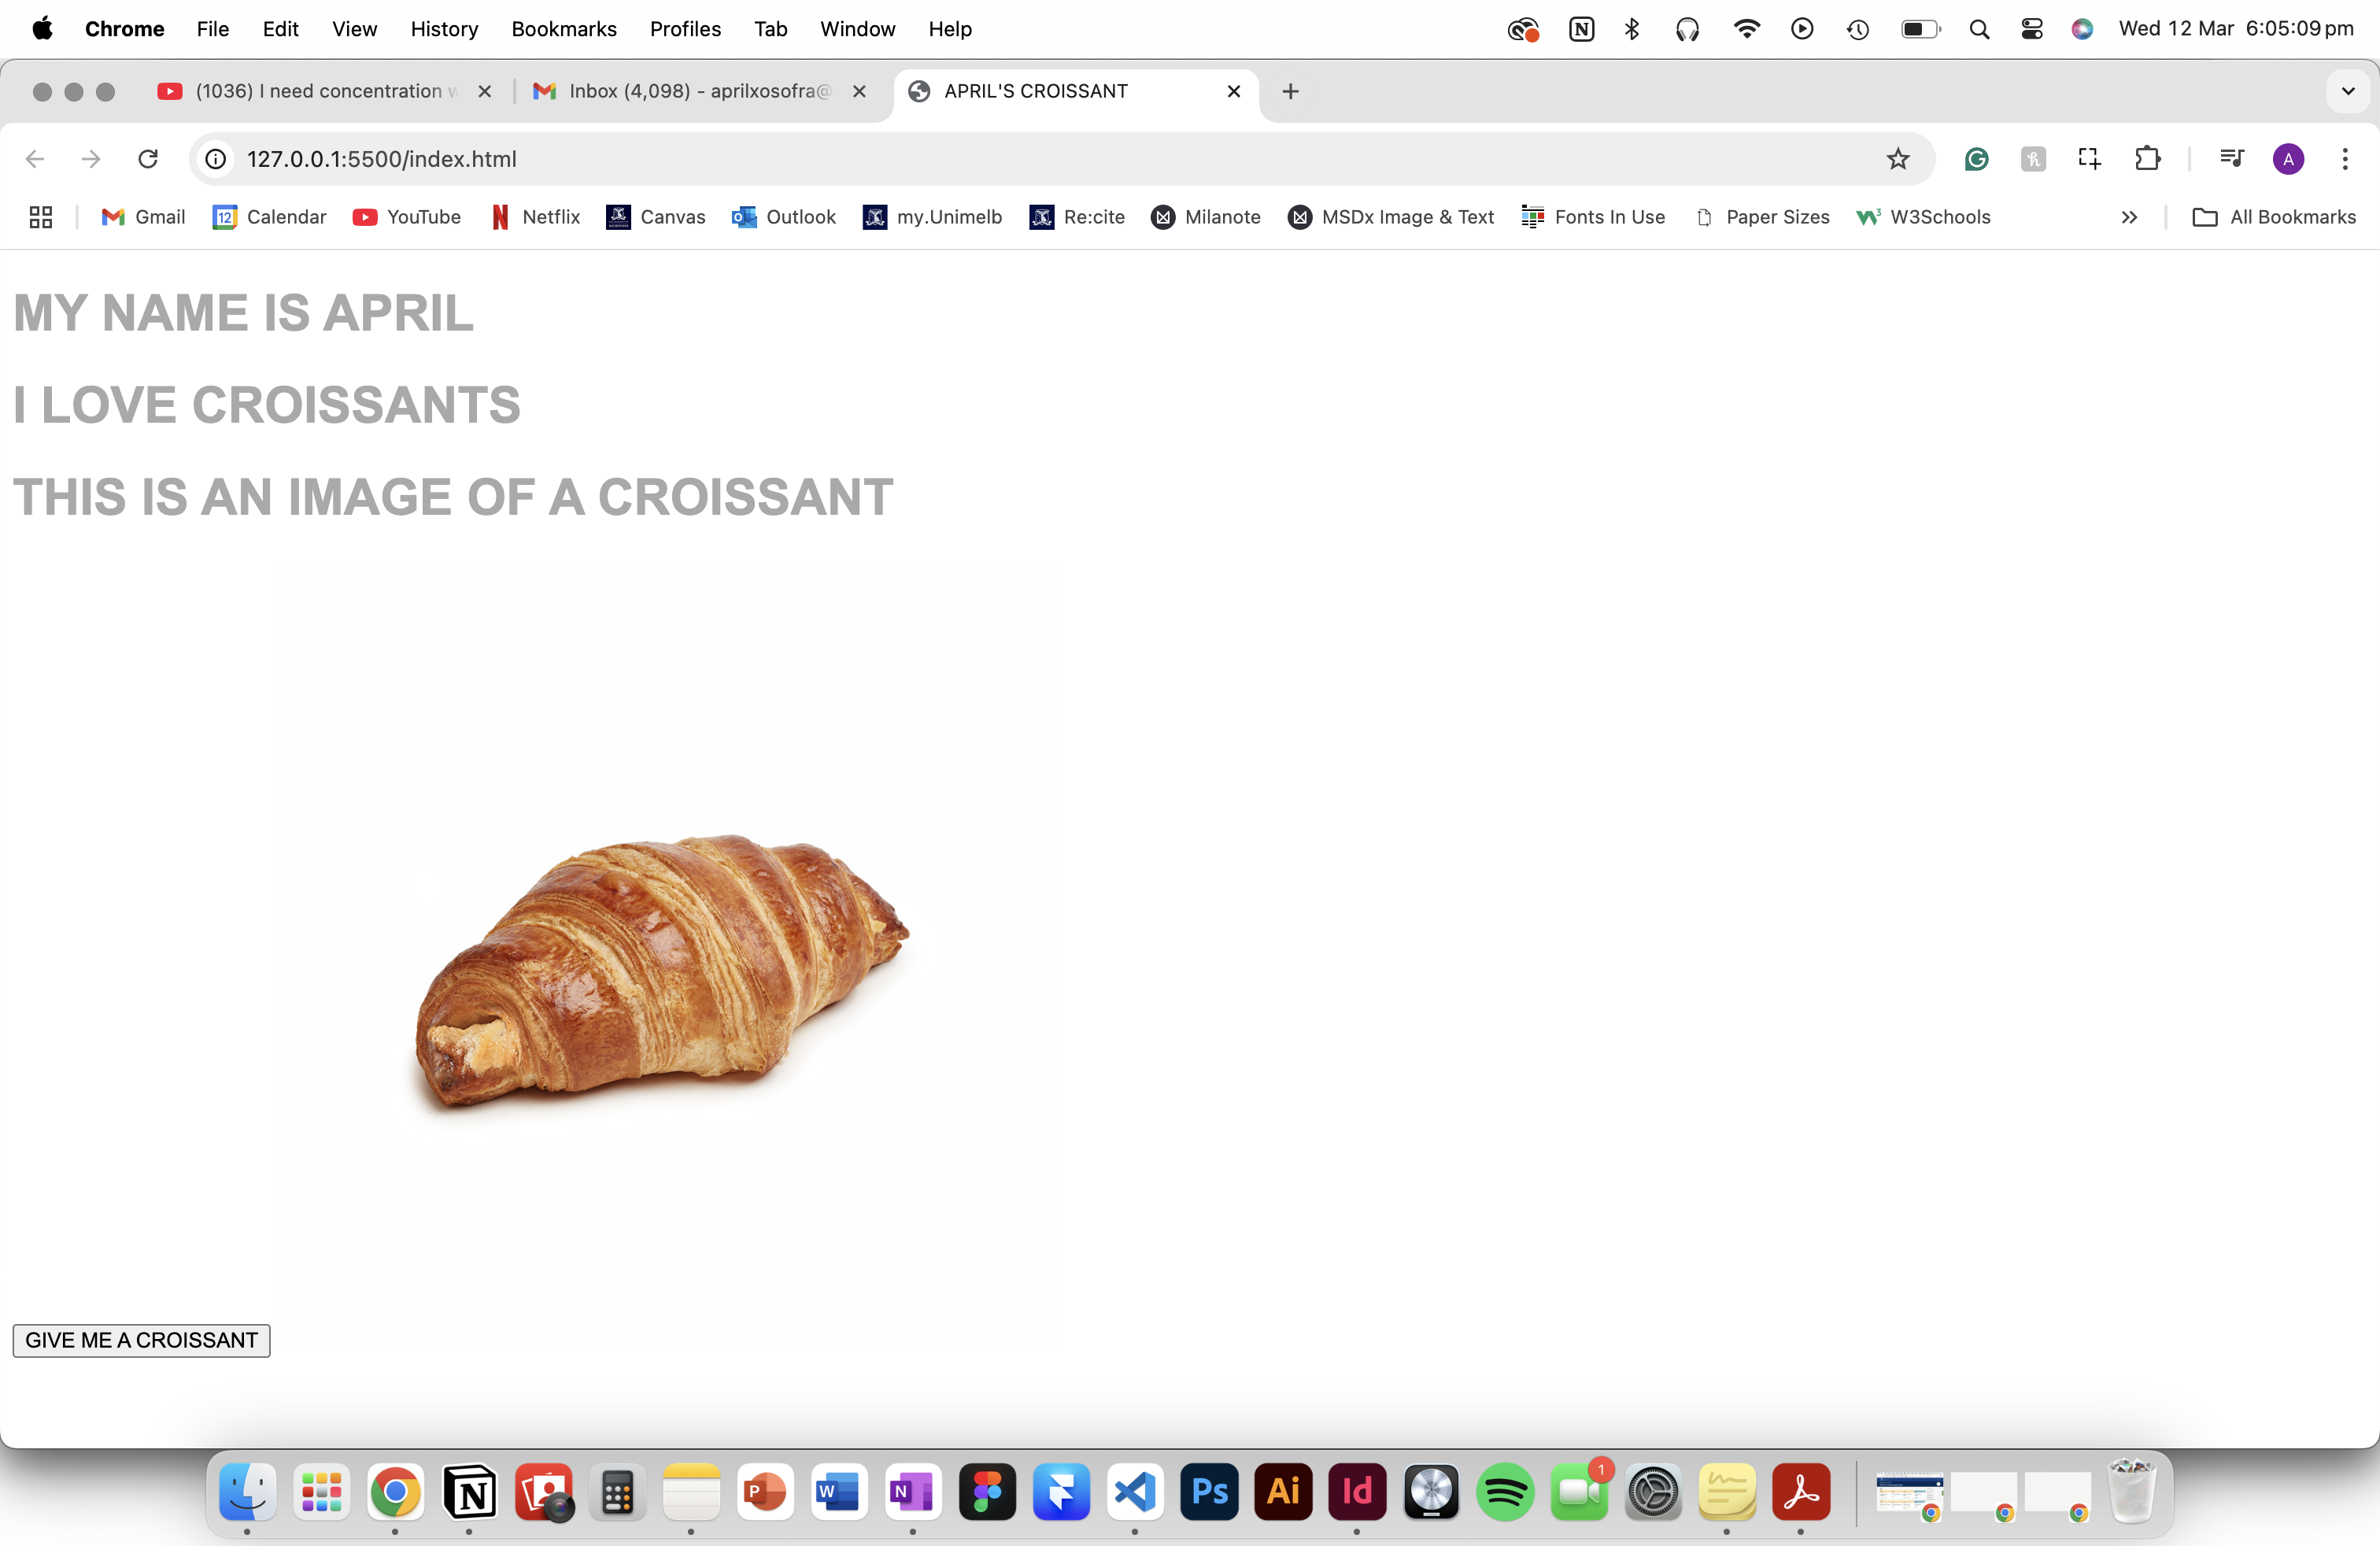 Chrome File Edit View History Bookmarks Profiles Tab Window Help Wed 12 Mar 6:05:09 pm
(1036) I need concentration Inbox (4,098) - aprilxosofra@ APRIL'S CROISSANT
127.0.0.1:5500/index.html A
12 Gmail Calendar YouTube Netflix Canvas Outlook my.Unimelb Re:cite Milanote MSDx Image & Text Fonts In Use Paper Sizes W3Schools All Bookmarks
MY NAME IS APRIL
I LOVE CROISSANTS
THIS IS AN IMAGE OF A CROISSANT
GIVE ME A CROISSANT
N P W N Ps Ai Id 1